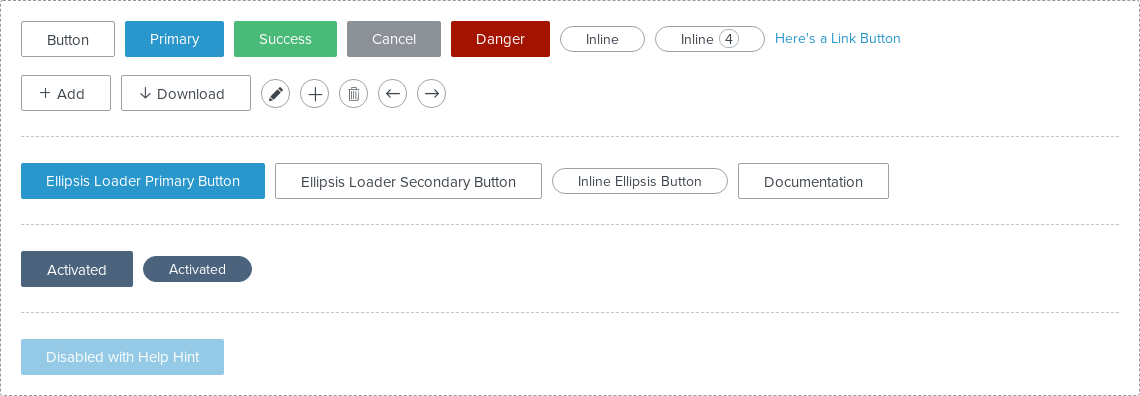 Button Primary Success Cancel Danger Inline Inline 4 Here's a Link Button
+ Add ↓ Download
Ellipsis Loader Primary Button Ellipsis Loader Secondary Button Inline Ellipsis Button Documentation
Activated Activated
Disabled with Help Hint